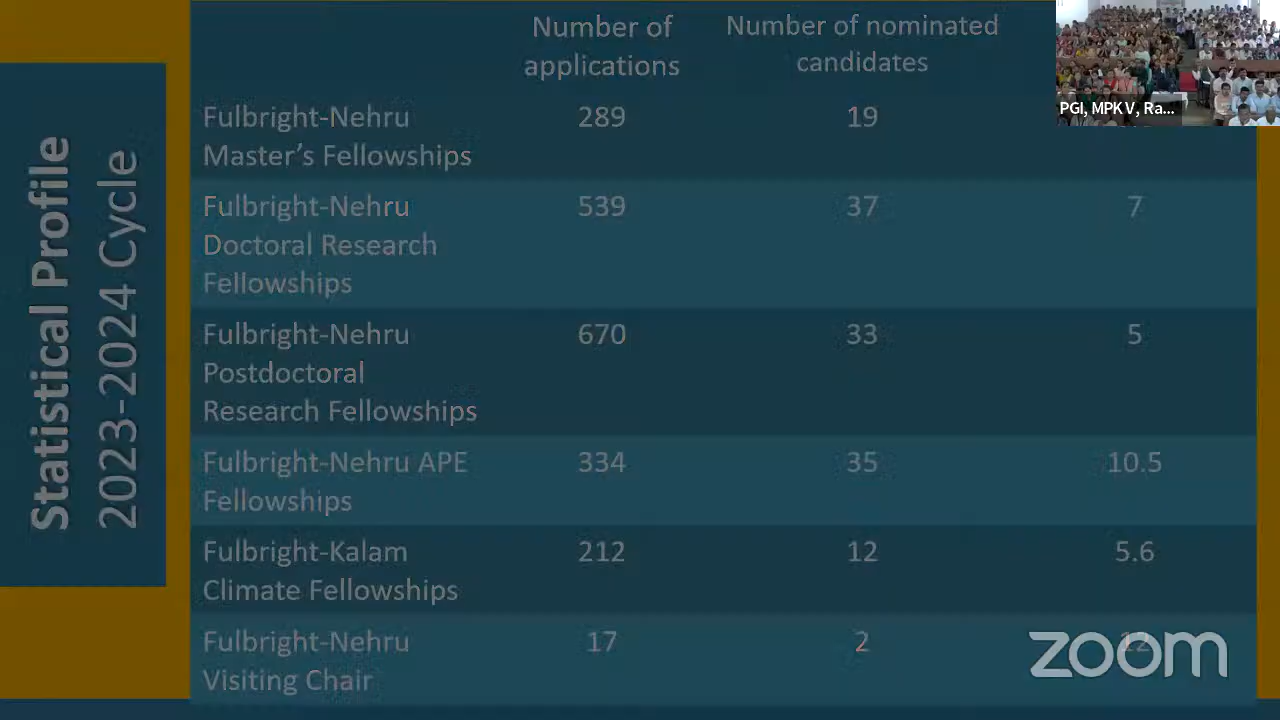 Statistical Profile
2023-2024 Cycle
Number of applications
Number of nominated candidates
PGI, MPKV, Ra...
Fulbright-Nehru
Master’s Fellowships
289
19
Fulbright-Nehru
Doctoral Research
Fellowships
539
37
7
Fulbright-Nehru
Postdoctoral
Research Fellowships
670
33
5
Fulbright-Nehru APE
Fellowships
334
35
10.5
Fulbright-Kalam
Climate Fellowships
212
12
5.6
Fulbright-Nehru
Visiting Chair
17
2
12
zoom